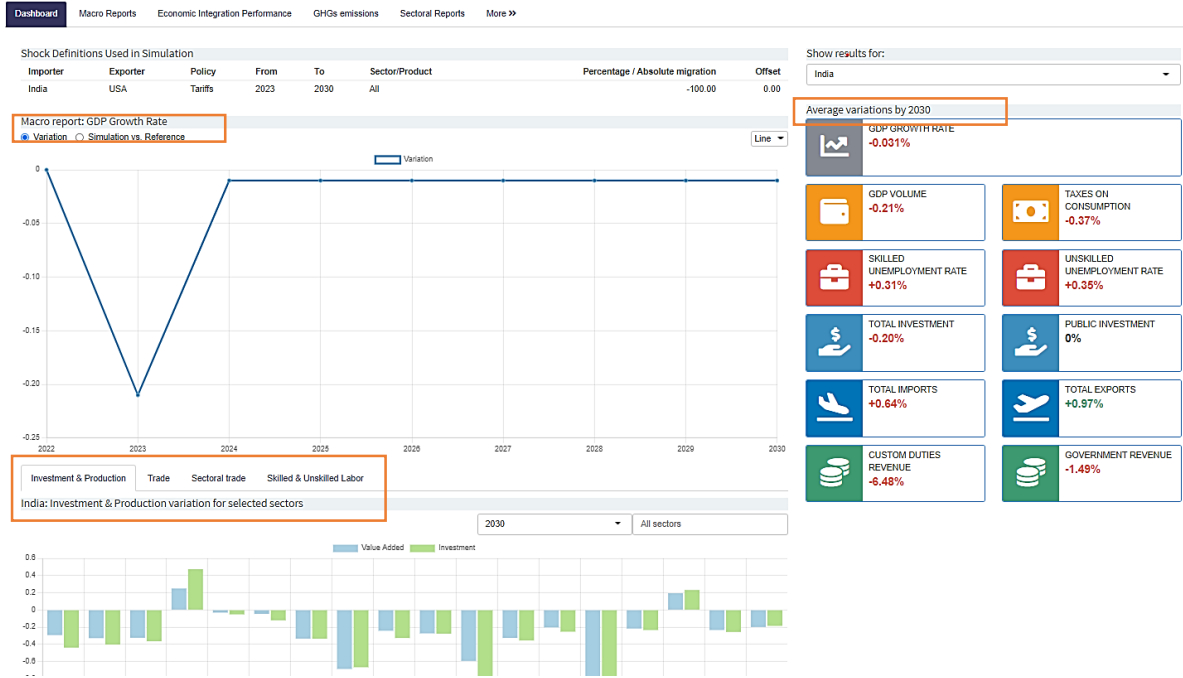 Dashboard Macro Reports Economic Integration Performance GHGs emissions Sectoral Reports More »
Shock Definitions Used in Simulation
Importer Exporter Policy From To Sector/Product Percentage / Absolute migration Offset
India USA Tariffs 2023 2030 All -100.00 0.00
Macro report: GDP Growth Rate
Variation Simulation vs. Reference
Line
Variation
0
-0.05
-0.10
-0.15
-0.20
-0.25
2022 2023 2024 2025 2026 2027 2028 2029 2030
Investment & Production Trade Sectoral trade Skilled & Unskilled Labor
India: Investment & Production variation for selected sectors
2030 All sectors
Value Added Investment
0.6
0.4
0.2
0
-0.2
-0.4
-0.6
Show results for:
India
Average variations by 2030
GDP GROWTH RATE
-0.031%
GDP VOLUME
-0.21%
TAXES ON
CONSUMPTION
-0.37%
SKILLED
UNEMPLOYMENT RATE
+0.31%
UNSKILLED
UNEMPLOYMENT RATE
+0.35%
TOTAL INVESTMENT
-0.20%
PUBLIC INVESTMENT
0%
TOTAL IMPORTS
+0.64%
TOTAL EXPORTS
+0.97%
CUSTOM DUTIES
REVENUE
-6.48%
GOVERNMENT REVENUE
-1.49%